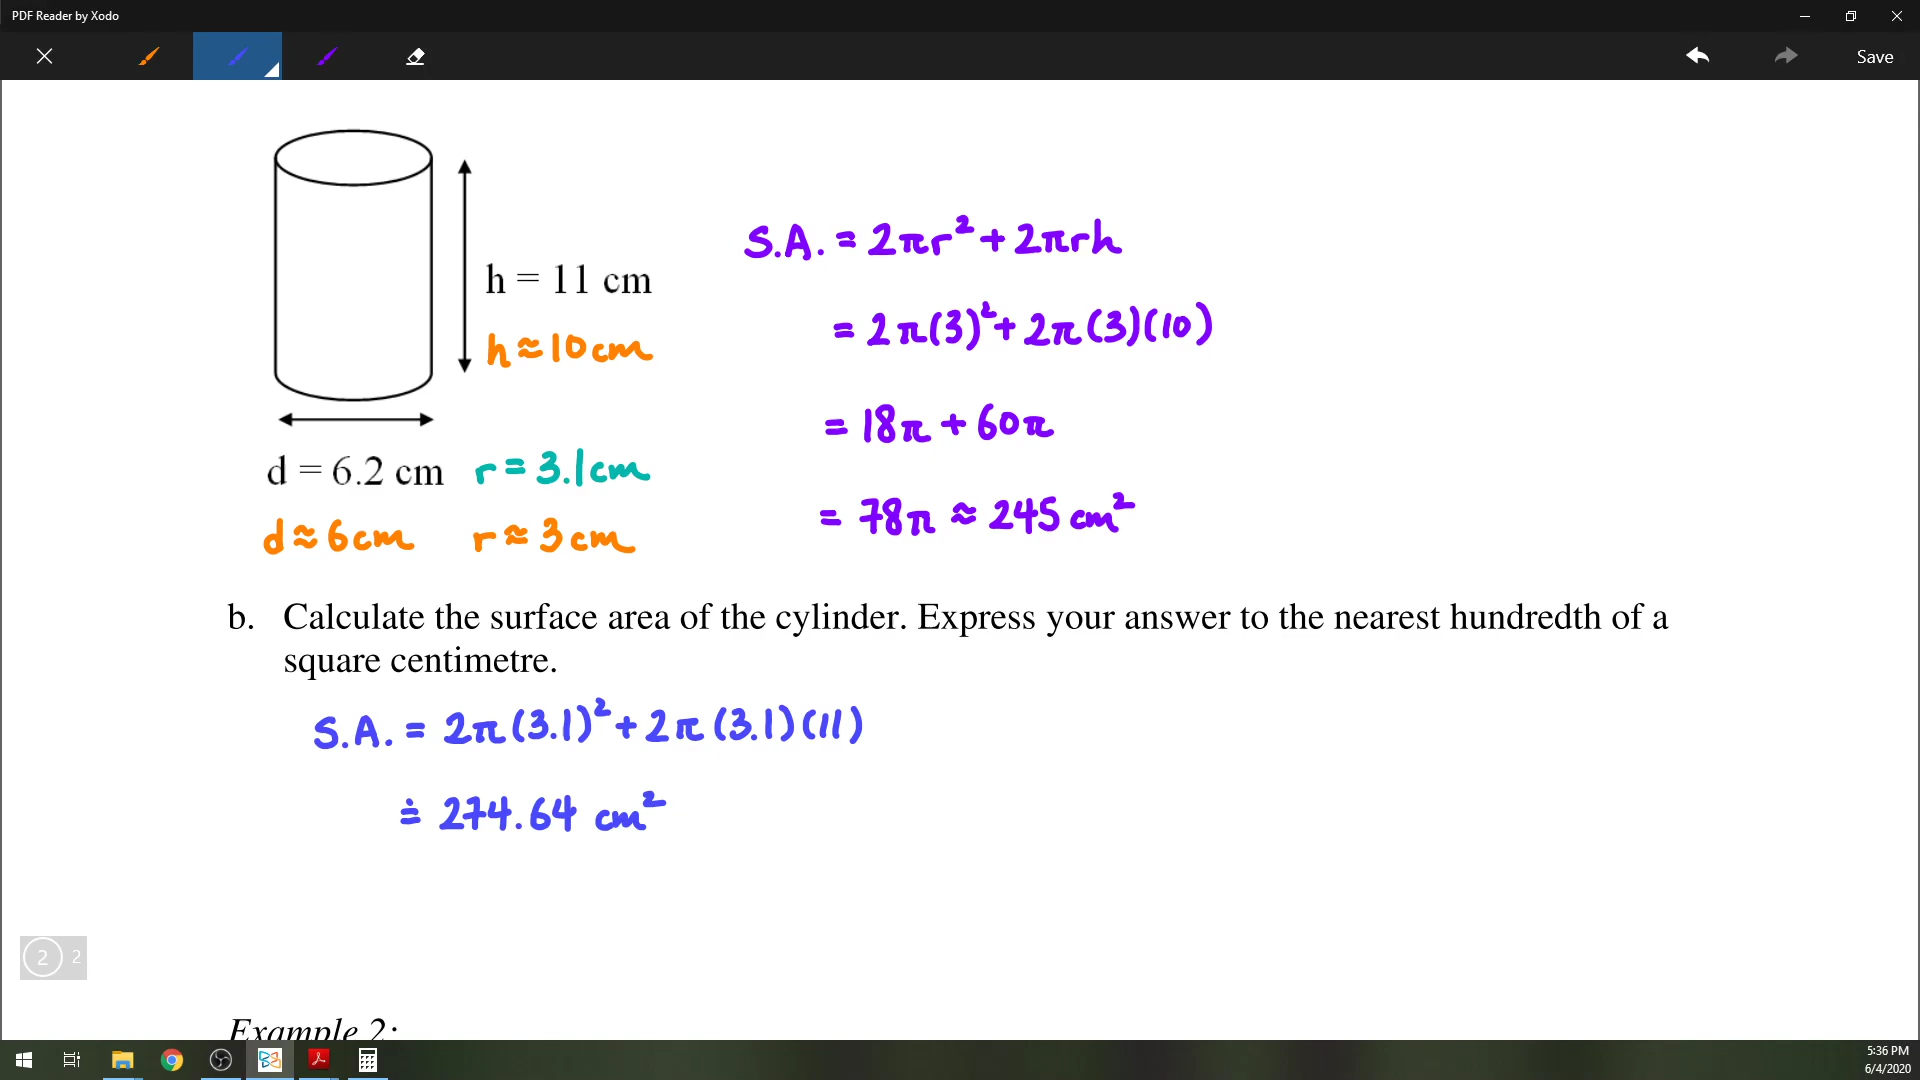 PDF Reader by Xodo
Save
h = 11 cm
h ≈ 10 cm
d = 6.2 cm r = 3.1 cm
d ≈ 6 cm r ≈ 3 cm
S.A. = 2πr² + 2πrh
= 2π(3)² + 2π(3)(10)
= 18π + 60π
= 78π ≈ 245 cm²
b. Calculate the surface area of the cylinder. Express your answer to the nearest hundredth of a
square centimetre.
S.A. = 2π(3.1)² + 2π(3.1)(11)
≐ 274.64 cm²
2 2
Example 2:
5:36 PM
6/4/2020